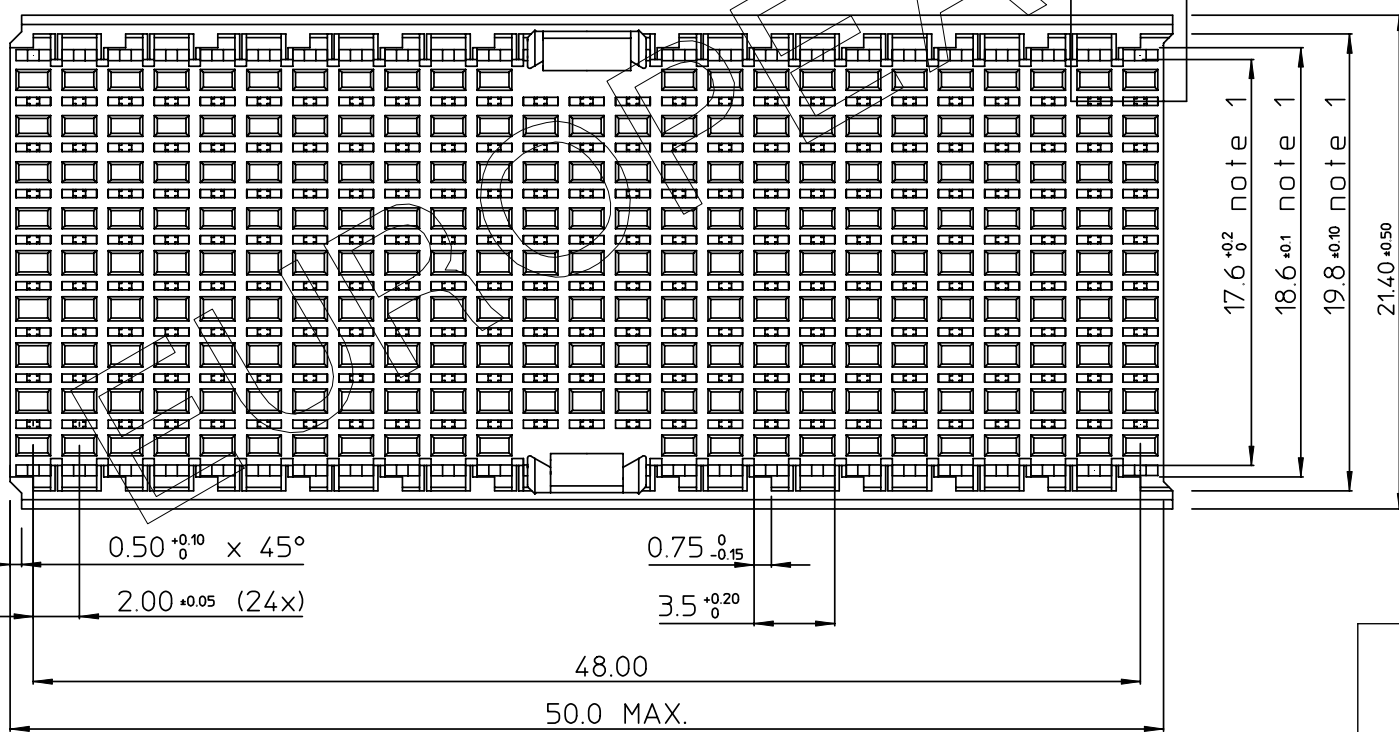 17.6 +0.2 0 note 1
18.6 ±0.1 note 1
19.8 ±0.10 note 1
21.40 ±0.50
0.50 +0.10 0 x 45°
0.75 0 -0.15
2.00 ±0.05 (24x)
3.5 +0.20 0
48.00
50.0 MAX.